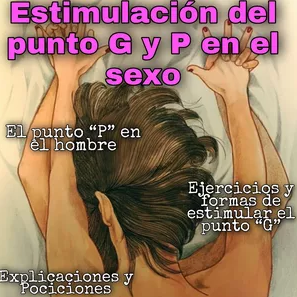 Estimulación del
punto G y P en el
sexo
El punto “P” en
el hombre
Ejercicios y
formas de
estimular el
punto “G”
Explicaciones y
Pociciones